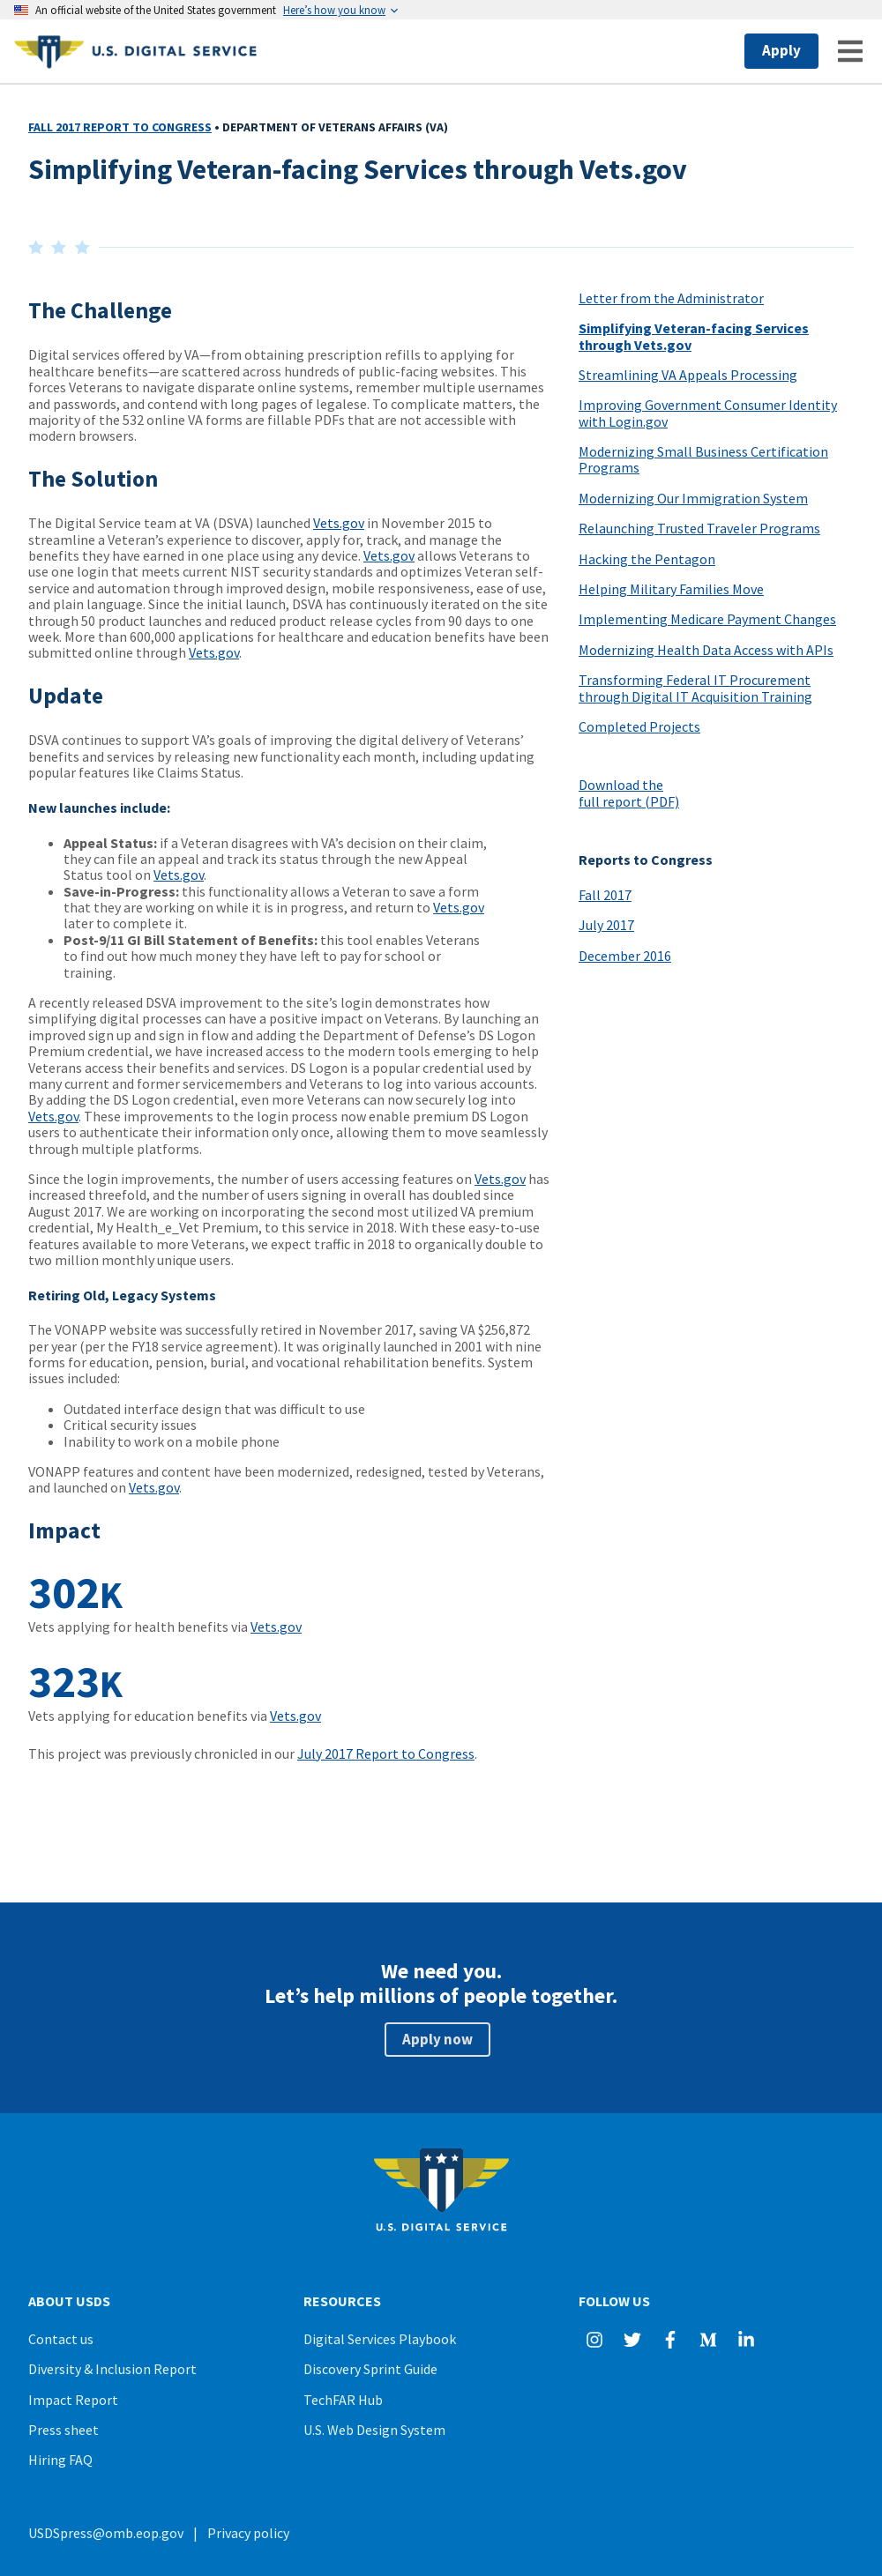 An official website of the United States government Here’s how you know
U.S. DIGITAL SERVICE
Apply
FALL 2017 REPORT TO CONGRESS • DEPARTMENT OF VETERANS AFFAIRS (VA)
Simplifying Veteran-facing Services through Vets.gov
The Challenge
Digital services offered by VA—from obtaining prescription refills to applying for
healthcare benefits—are scattered across hundreds of public-facing websites. This
forces Veterans to navigate disparate online systems, remember multiple usernames
and passwords, and contend with long pages of legalese. To complicate matters, the
majority of the 532 online VA forms are fillable PDFs that are not accessible with
modern browsers.
The Solution
The Digital Service team at VA (DSVA) launched Vets.gov in November 2015 to
streamline a Veteran’s experience to discover, apply for, track, and manage the
benefits they have earned in one place using any device. Vets.gov allows Veterans to
use one login that meets current NIST security standards and optimizes Veteran self-
service and automation through improved design, mobile responsiveness, ease of use,
and plain language. Since the initial launch, DSVA has continuously iterated on the site
through 50 product launches and reduced product release cycles from 90 days to one
week. More than 600,000 applications for healthcare and education benefits have been
submitted online through Vets.gov.
Update
DSVA continues to support VA’s goals of improving the digital delivery of Veterans’
benefits and services by releasing new functionality each month, including updating
popular features like Claims Status.
New launches include:
• Appeal Status: if a Veteran disagrees with VA’s decision on their claim,
they can file an appeal and track its status through the new Appeal
Status tool on Vets.gov.
• Save-in-Progress: this functionality allows a Veteran to save a form
that they are working on while it is in progress, and return to Vets.gov
later to complete it.
• Post-9/11 GI Bill Statement of Benefits: this tool enables Veterans
to find out how much money they have left to pay for school or
training.
A recently released DSVA improvement to the site’s login demonstrates how
simplifying digital processes can have a positive impact on Veterans. By launching an
improved sign up and sign in flow and adding the Department of Defense’s DS Logon
Premium credential, we have increased access to the modern tools emerging to help
Veterans access their benefits and services. DS Logon is a popular credential used by
many current and former servicemembers and Veterans to log into various accounts.
By adding the DS Logon credential, even more Veterans can now securely log into
Vets.gov. These improvements to the login process now enable premium DS Logon
users to authenticate their information only once, allowing them to move seamlessly
through multiple platforms.
Since the login improvements, the number of users accessing features on Vets.gov has
increased threefold, and the number of users signing in overall has doubled since
August 2017. We are working on incorporating the second most utilized VA premium
credential, My Health_e_Vet Premium, to this service in 2018. With these easy-to-use
features available to more Veterans, we expect traffic in 2018 to organically double to
two million monthly unique users.
Retiring Old, Legacy Systems
The VONAPP website was successfully retired in November 2017, saving VA $256,872
per year (per the FY18 service agreement). It was originally launched in 2001 with nine
forms for education, pension, burial, and vocational rehabilitation benefits. System
issues included:
• Outdated interface design that was difficult to use
• Critical security issues
• Inability to work on a mobile phone
VONAPP features and content have been modernized, redesigned, tested by Veterans,
and launched on Vets.gov.
Impact
302K
Vets applying for health benefits via Vets.gov
323K
Vets applying for education benefits via Vets.gov
This project was previously chronicled in our July 2017 Report to Congress.
Letter from the Administrator
Simplifying Veteran-facing Services
through Vets.gov
Streamlining VA Appeals Processing
Improving Government Consumer Identity
with Login.gov
Modernizing Small Business Certification
Programs
Modernizing Our Immigration System
Relaunching Trusted Traveler Programs
Hacking the Pentagon
Helping Military Families Move
Implementing Medicare Payment Changes
Modernizing Health Data Access with APIs
Transforming Federal IT Procurement
through Digital IT Acquisition Training
Completed Projects
Download the
full report (PDF)
Reports to Congress
Fall 2017
July 2017
December 2016
We need you.
Let’s help millions of people together.
Apply now
U.S. DIGITAL SERVICE
ABOUT USDS
Contact us
Diversity & Inclusion Report
Impact Report
Press sheet
Hiring FAQ
RESOURCES
Digital Services Playbook
Discovery Sprint Guide
TechFAR Hub
U.S. Web Design System
FOLLOW US
USDSpress@omb.eop.gov | Privacy policy